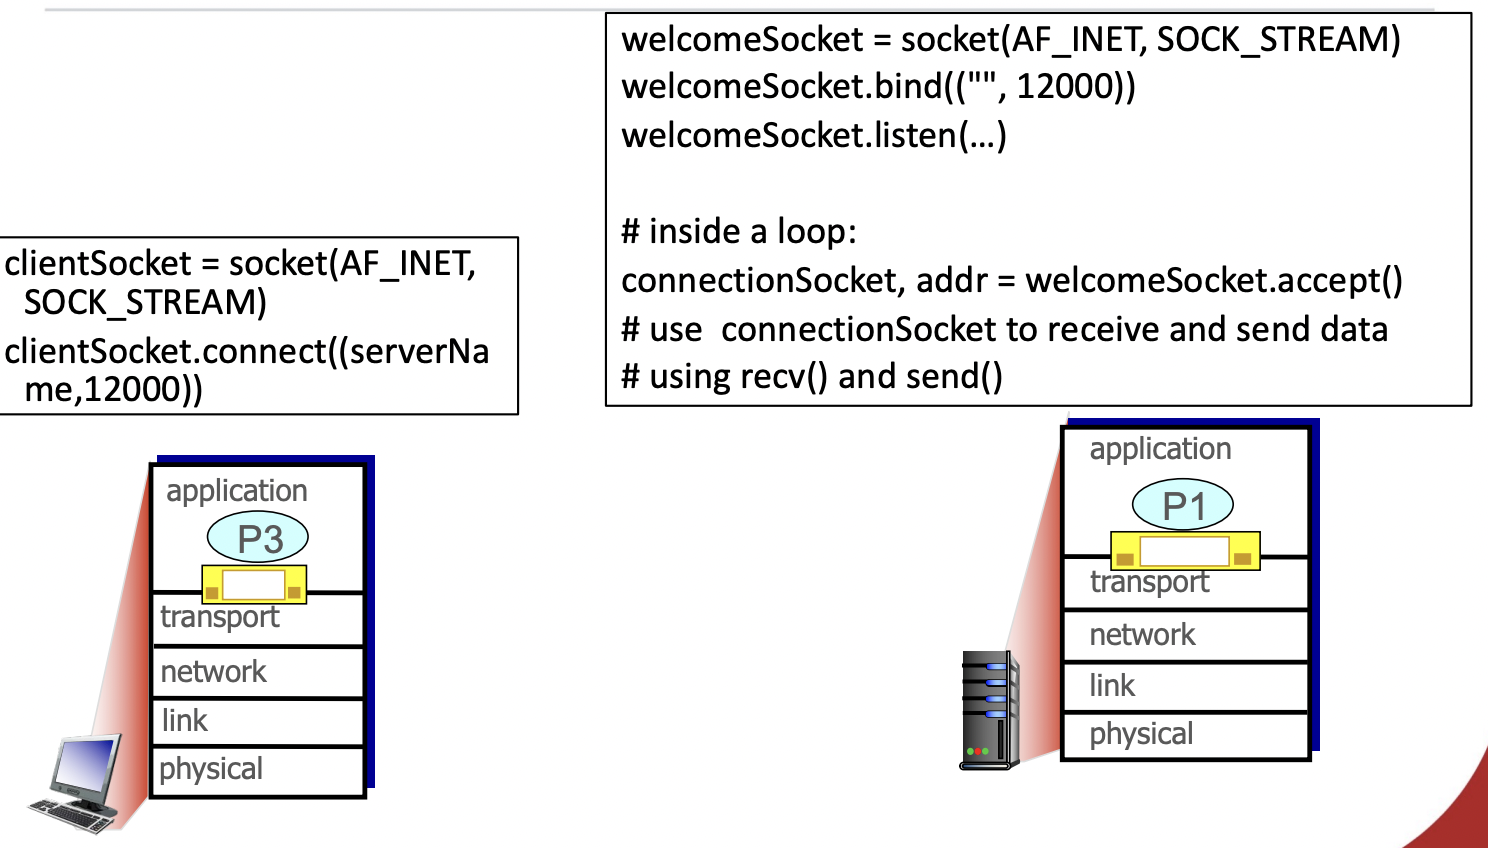 welcomeSocket = socket(AF_INET, SOCK_STREAM)
welcomeSocket.bind(("", 12000))
welcomeSocket.listen(…)
# inside a loop:
connectionSocket, addr = welcomeSocket.accept()
# use  connectionSocket to receive and send data
# using recv() and send()
clientSocket = socket(AF_INET,
SOCK_STREAM)
clientSocket.connect((serverNa
me,12000))
application
P3
transport
network
link
physical
application
P1
transport
network
link
physical